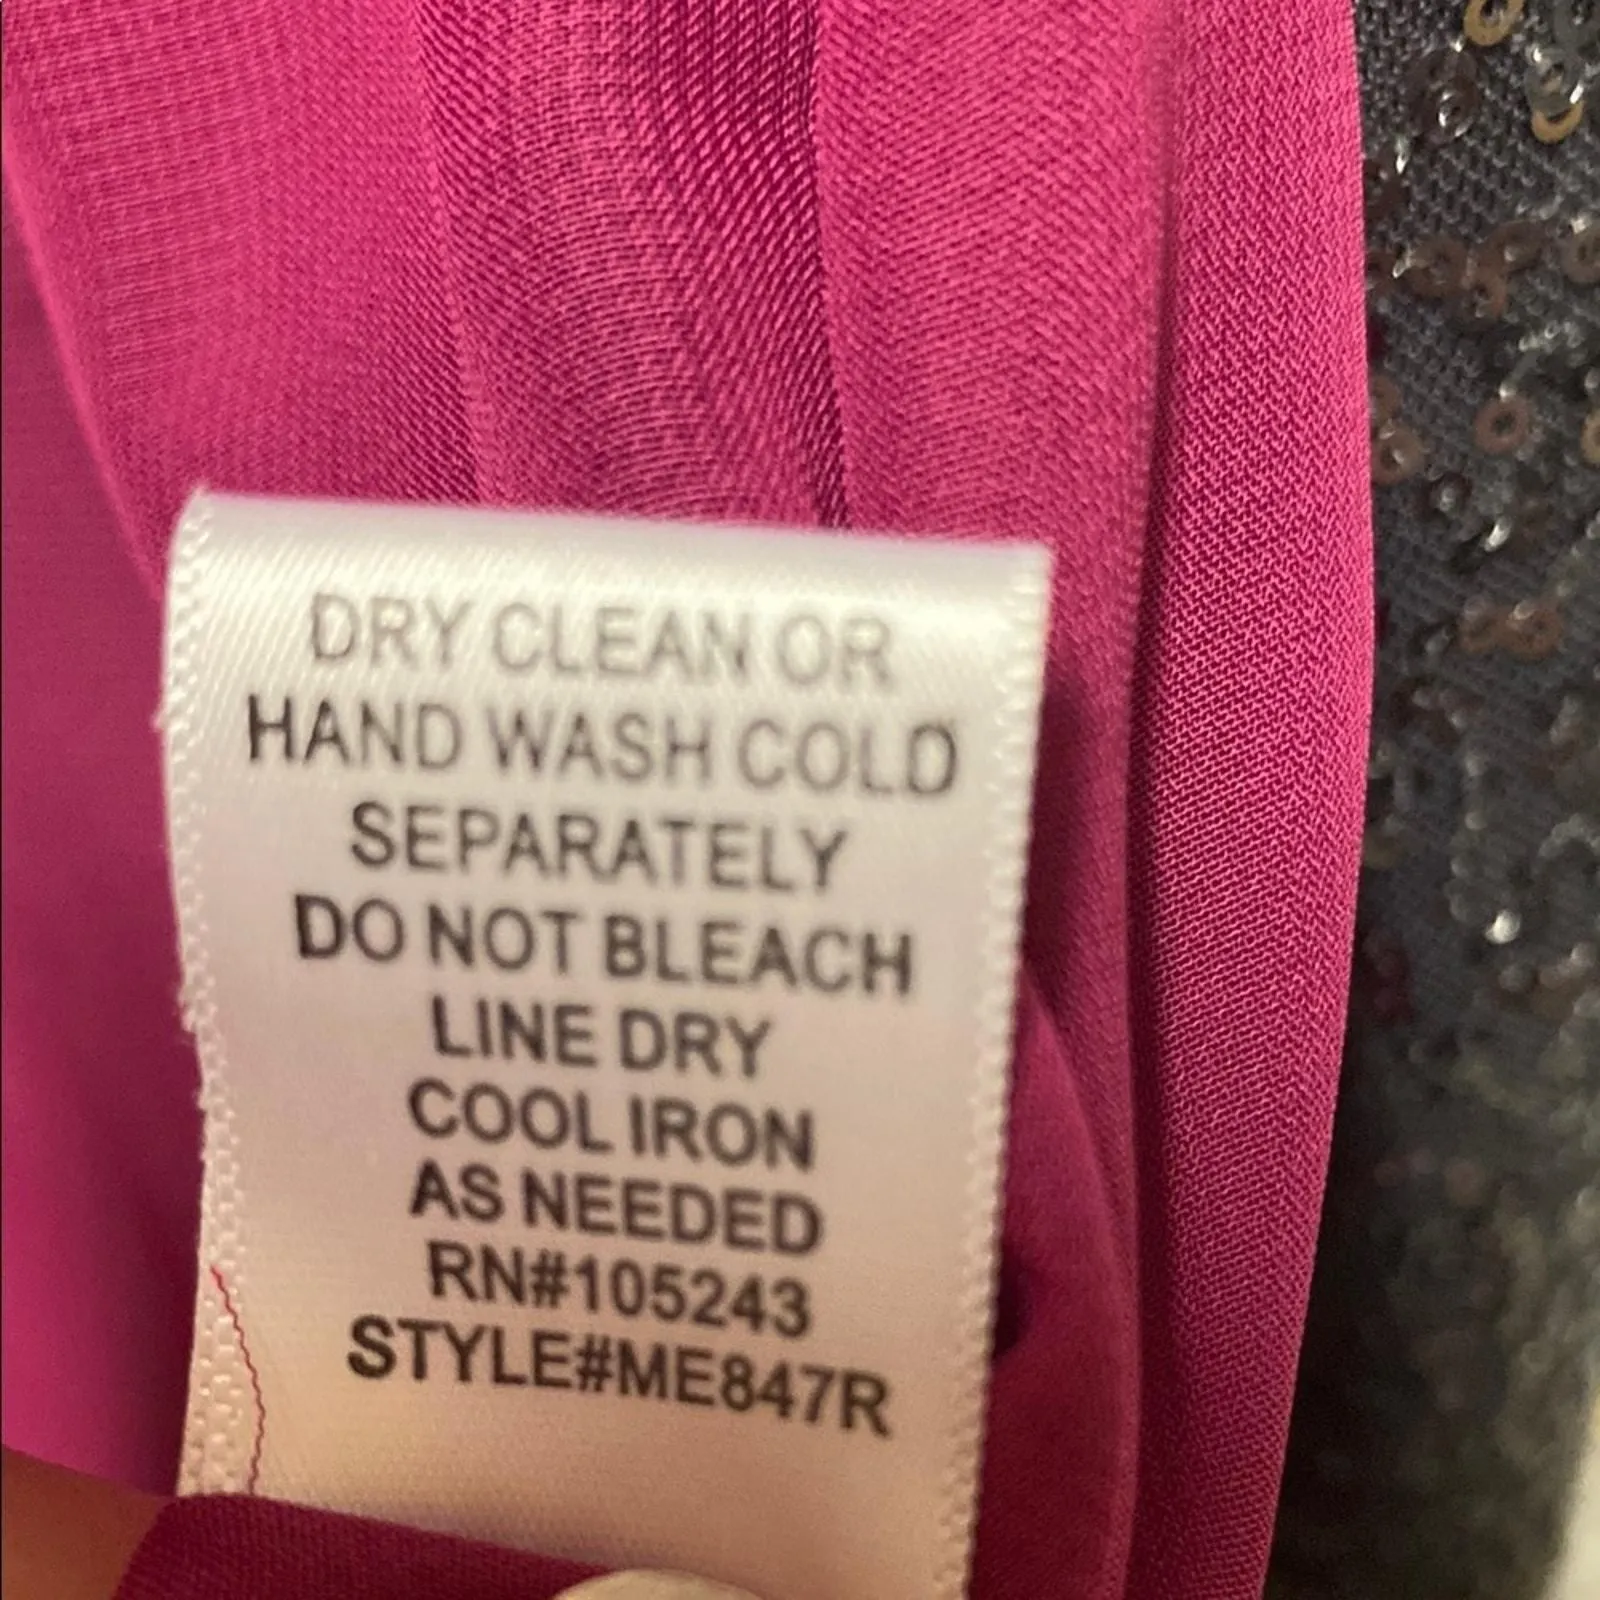 DRY CLEAN OR
HAND WASH COLD
SEPARATELY
DO NOT BLEACH
LINE DRY
COOL IRON
AS NEEDED
RN#105243
STYLE#ME847R